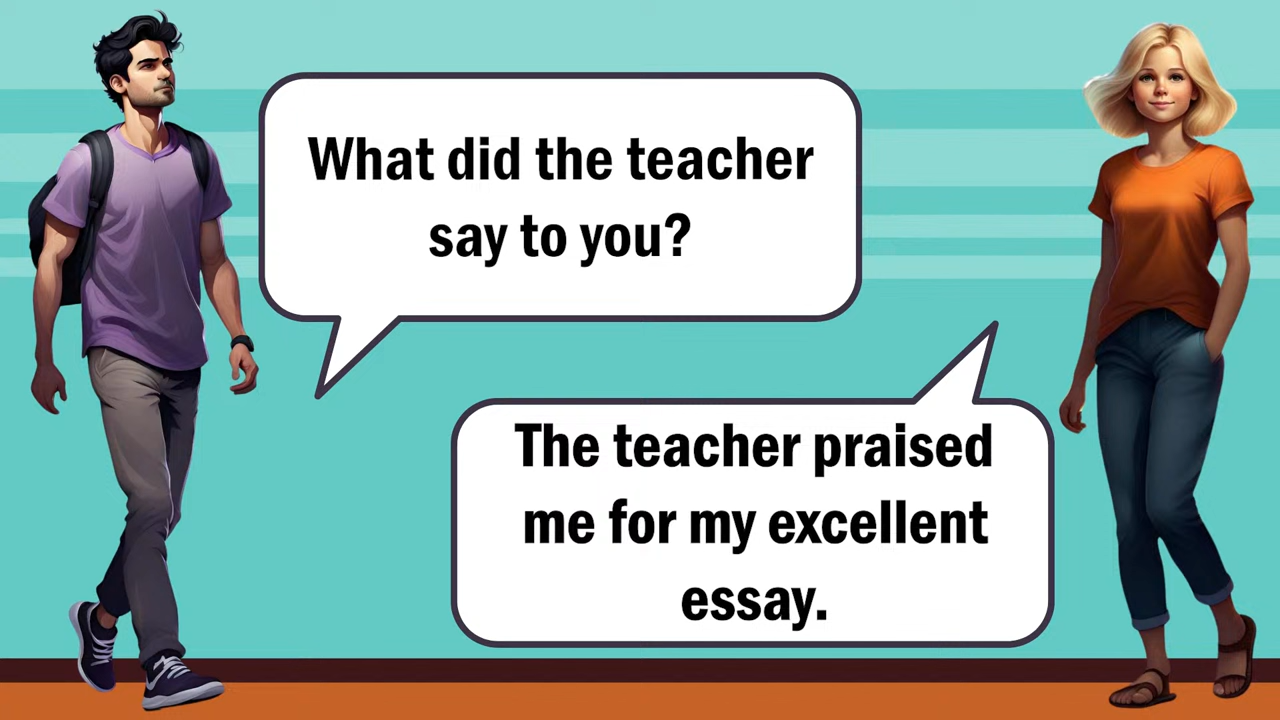 What did the teacher
say to you?
The teacher praised
me for my excellent
essay.